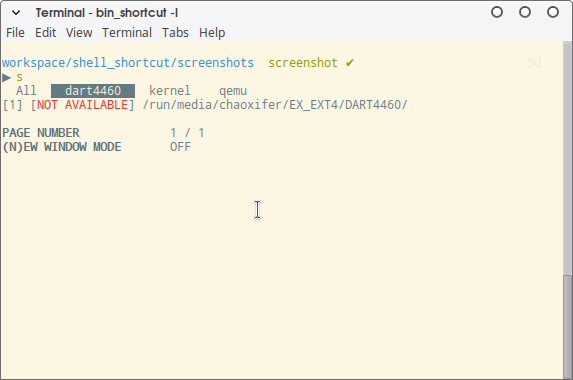 Terminal - bin_shortcut -l
File Edit View Terminal Tabs Help
workspace/shell_shortcut/screenshots screenshot ✔ 9d
▶ s
All dart4460 kernel qemu
[1] [NOT AVAILABLE] /run/media/chaoxifer/EX_EXT4/DART4460/
PAGE NUMBER 1 / 1
(N)EW WINDOW MODE OFF